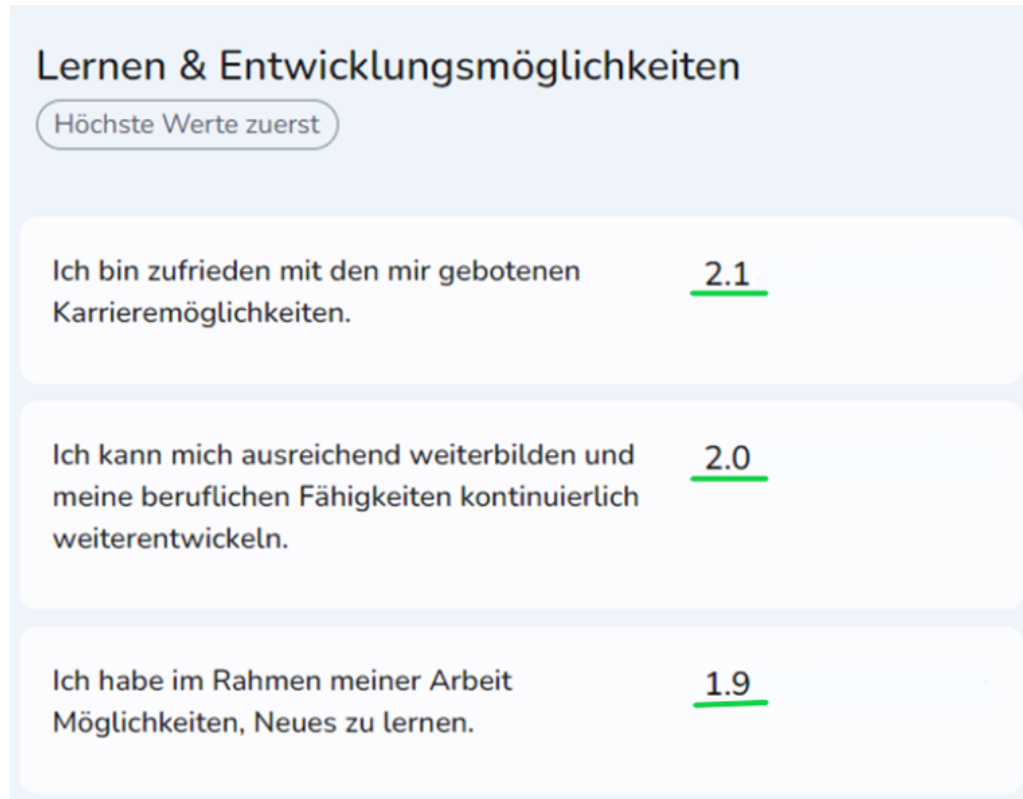 Lernen & Entwicklungsmöglichkeiten
Höchste Werte zuerst
Ich bin zufrieden mit den mir gebotenen
Karrieremöglichkeiten.
2.1
Ich kann mich ausreichend weiterbilden und
meine beruflichen Fähigkeiten kontinuierlich
weiterentwickeln.
2.0
Ich habe im Rahmen meiner Arbeit
Möglichkeiten, Neues zu lernen.
1.9